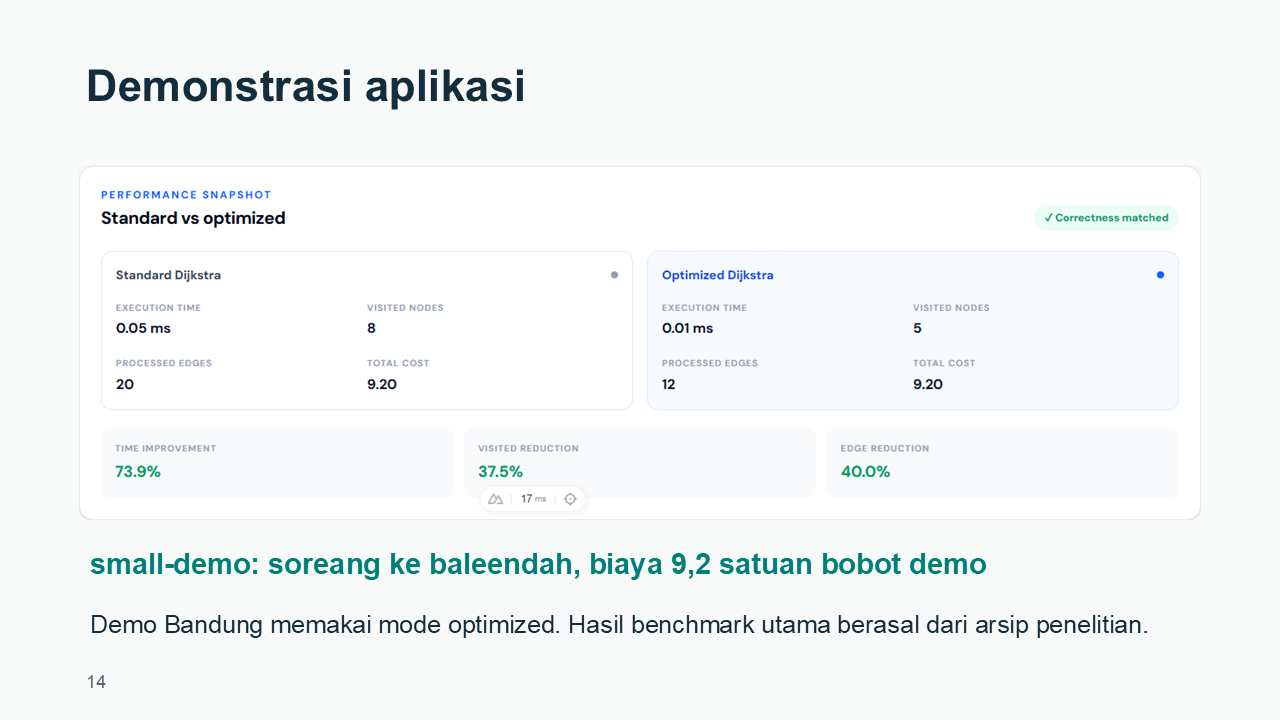 Demonstrasi aplikasi
PERFORMANCE SNAPSHOT
Standard vs optimized
✓ Correctness matched
Standard Dijkstra
EXECUTION TIME
VISITED NODES
0.05 ms
8
PROCESSED EDGES
TOTAL COST
20
9.20
Optimized Dijkstra
EXECUTION TIME
VISITED NODES
0.01 ms
5
PROCESSED EDGES
TOTAL COST
12
9.20
TIME IMPROVEMENT
73.9%
VISITED REDUCTION
37.5%
EDGE REDUCTION
40.0%
17 ms
small-demo: soreang ke baleendah, biaya 9,2 satuan bobot demo
Demo Bandung memakai mode optimized. Hasil benchmark utama berasal dari arsip penelitian.
14